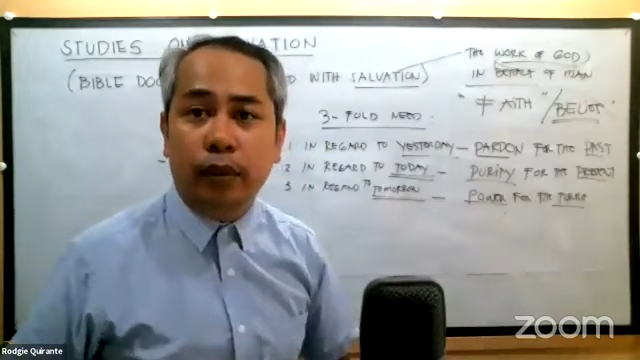 STUDIES ON SALVATION
(BIBLE DOC ED WITH SALVATION)
THE WORK OF GOD)
IN BEHALF OF MAN
"FAITH"/BELIEF"
3-FOLD NEED
1 IN REGARD TO YESTERDAY - PARDON FOR THE PAST
2 IN REGARD TO TODAY - PURITY FOR THE PRESENT
3 IN REGARD TO TOMORROW - POWER FOR THE FUTURE
Rodgie Quirante
zoom